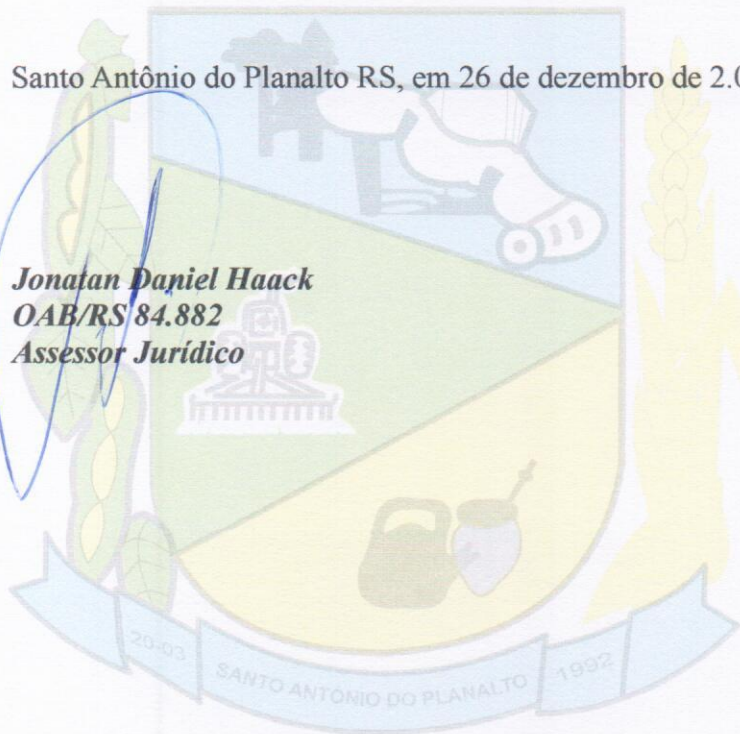 Santo Antônio do Planalto RS, em 26 de dezembro de 2.0
Jonatan Daniel Haack
OAB/RS 84.882
Assessor Jurídico
20-03
SANTO ANTÔNIO DO PLANALTO
1992